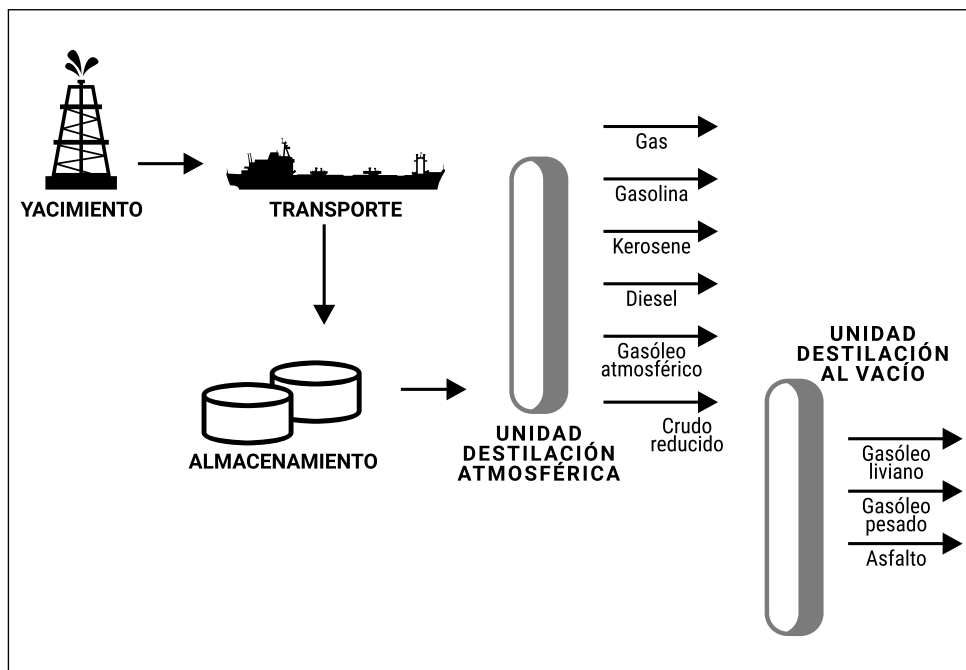 YACIMIENTO
TRANSPORTE
ALMACENAMIENTO
UNIDAD
DESTILACIÓN
ATMOSFÉRICA
Gas
Gasolina
Kerosene
Diesel
Gasóleo
atmosférico
Crudo
reducido
UNIDAD
DESTILACIÓN
AL VACÍO
Gasóleo
liviano
Gasóleo
pesado
Asfalto